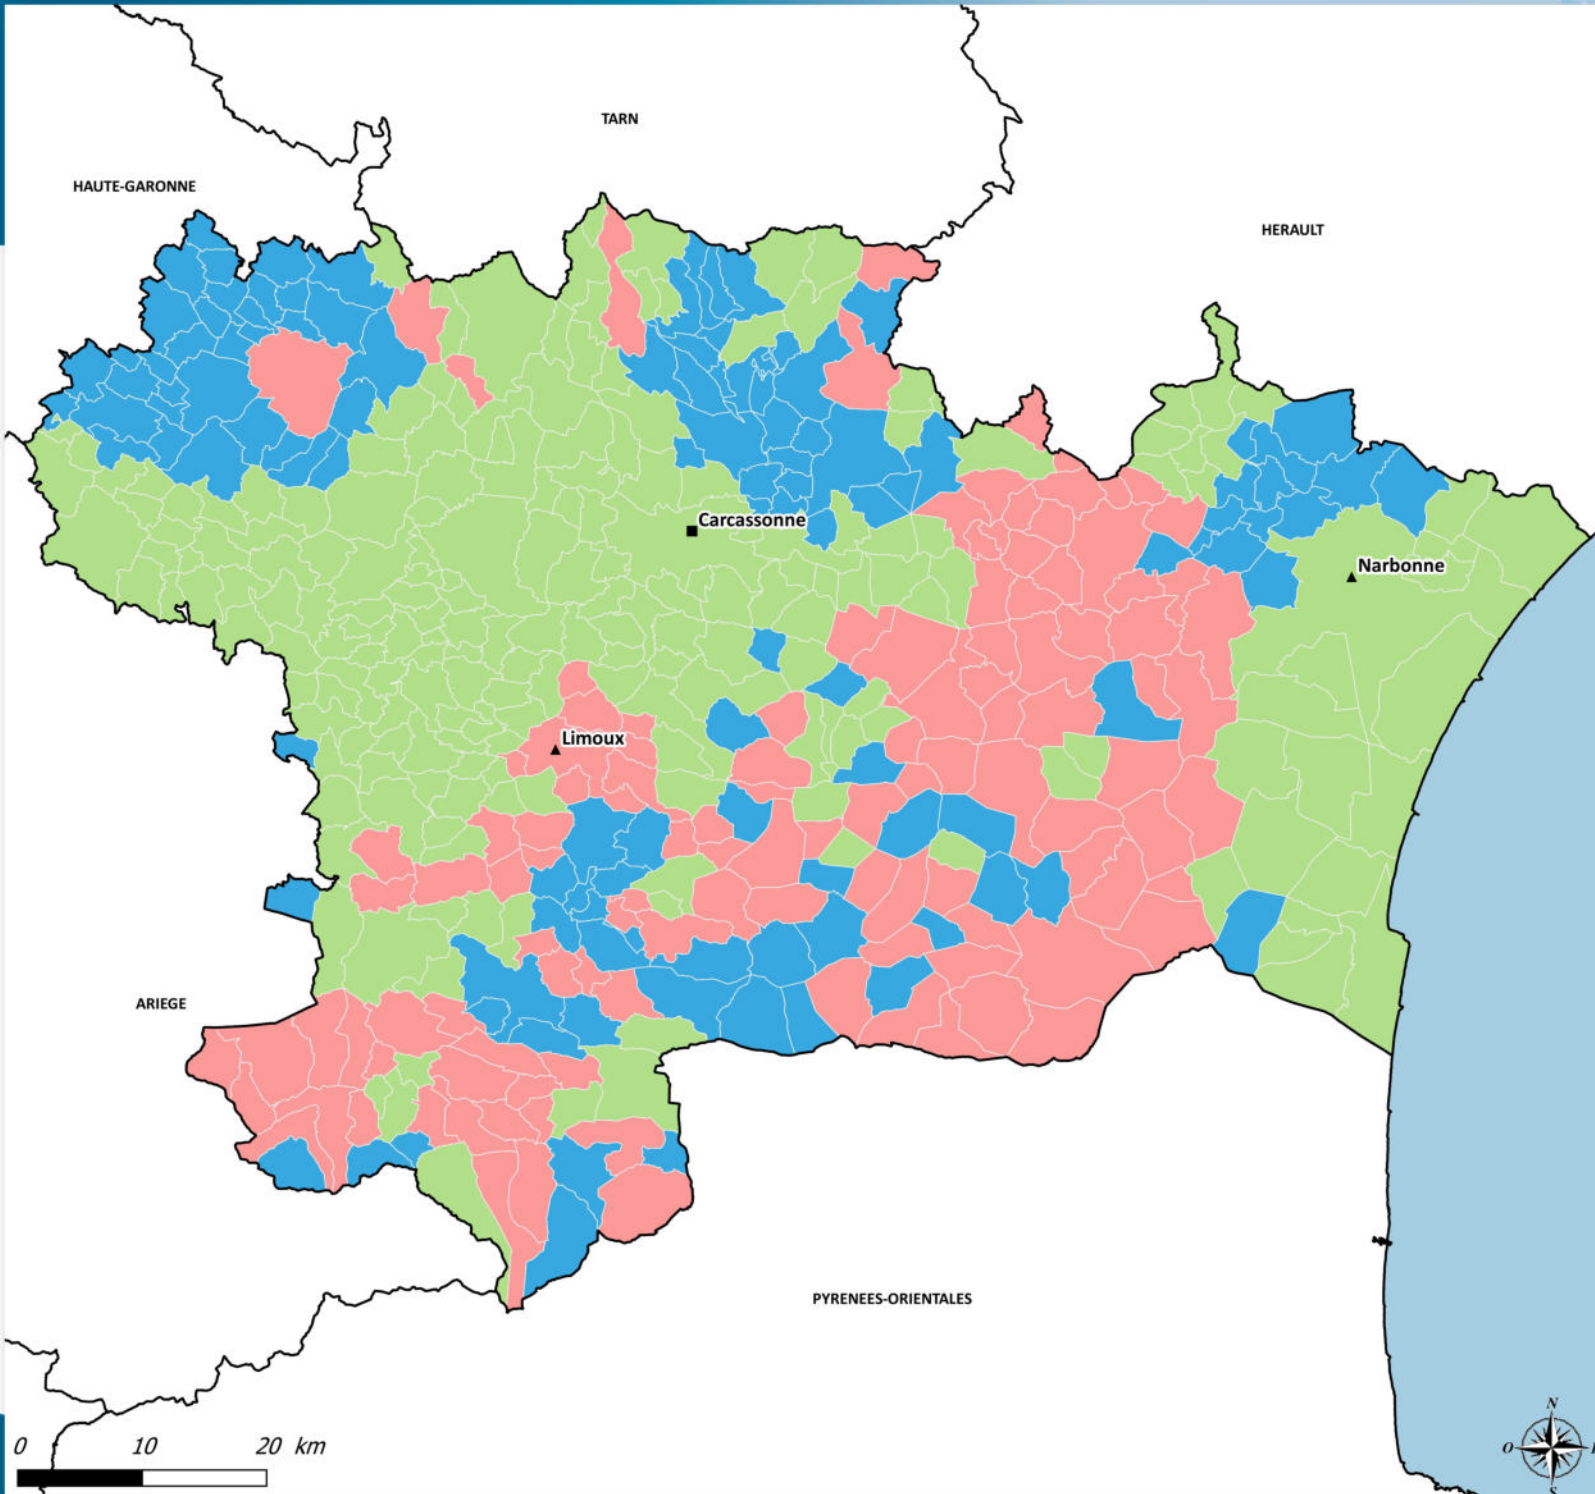 TARN
HAUTE-GARONNE
HERAULT
Carcassonne
Narbonne
Limoux
ARIEGE
PYRENEES-ORIENTALES
N
O
S
0 10 20 km